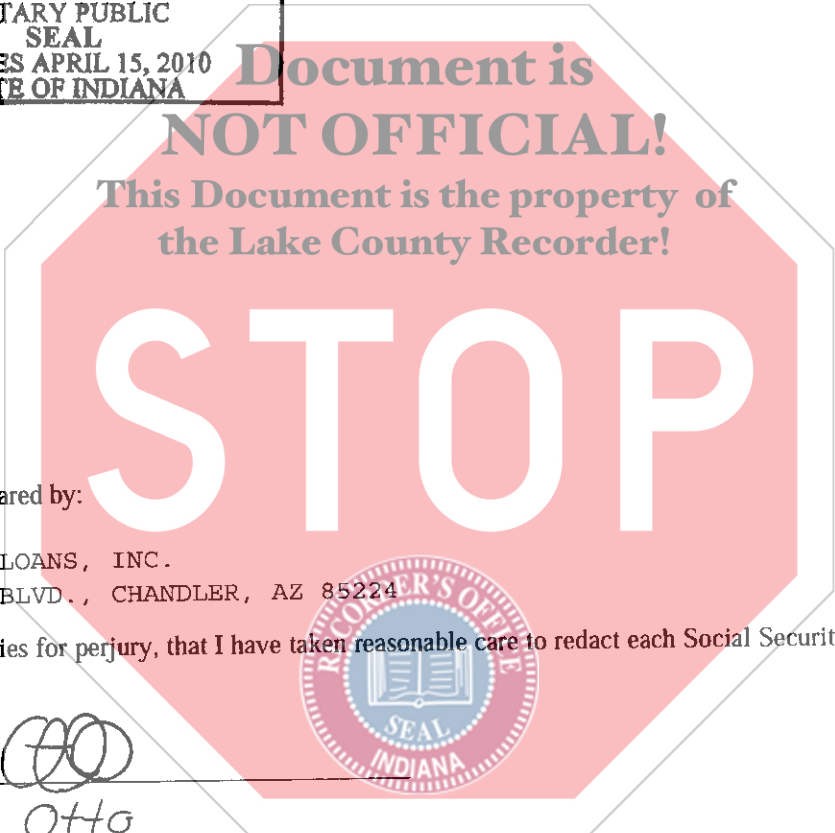 TARY PUBLIC
SEAL
ES APRIL 15, 2010
TE OF INDIANA
Document is
NOT OFFICIAL!
This Document is the property of
the Lake County Recorder!
STOP
ared by:
LOANS, INC.
BLVD., CHANDLER, AZ 85224
RECORDER'S OFFICE
ies for perjury, that I have taken reasonable care to redact each Social Securit
SEAL
INDIANA
Otto